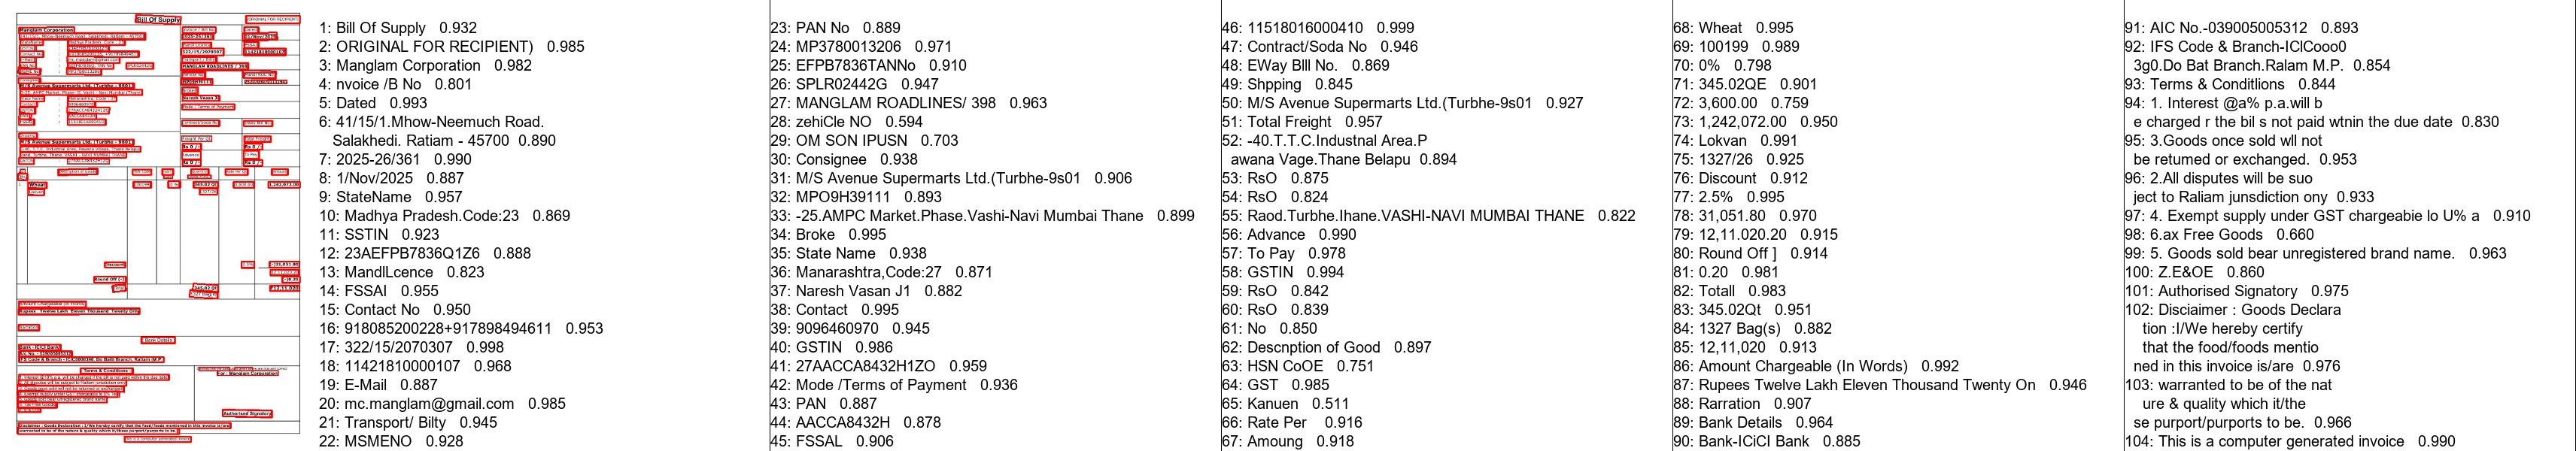 1: Bill Of Supply 0.932
2: ORIGINAL FOR RECIPIENT) 0.985
3: Manglam Corporation 0.982
4: nvoice /B No 0.801
5: Dated 0.993
6: 41/15/1.Mhow-Neemuch Road.
Salakhedi. Ratiam - 45700 0.890
7: 2025-26/361 0.990
8: 1/Nov/2025 0.887
9: StateName 0.957
10: Madhya Pradesh.Code:23 0.869
11: SSTIN 0.923
12: 23AEFPB7836Q1Z6 0.888
13: MandlLcence 0.823
14: FSSAI 0.955
15: Contact No 0.950
16: 918085200228+917898494611 0.953
17: 322/15/2070307 0.998
18: 11421810000107 0.968
19: E-Mail 0.887
20: mc.manglam@gmail.com 0.985
21: Transport/ Bilty 0.945
22: MSMENO 0.928
23: PAN No 0.889
24: MP3780013206 0.971
25: EFPB7836TANNo 0.910
26: SPLR02442G 0.947
27: MANGLAM ROADLINES/ 398 0.963
28: zehiCle NO 0.594
29: OM SON IPUSN 0.703
30: Consignee 0.938
31: M/S Avenue Supermarts Ltd.(Turbhe-9s01 0.906
32: MPO9H39111 0.893
33: -25.AMPC Market.Phase.Vashi-Navi Mumbai Thane 0.899
34: Broke 0.995
35: State Name 0.938
36: Manarashtra,Code:27 0.871
37: Naresh Vasan J1 0.882
38: Contact 0.995
39: 9096460970 0.945
40: GSTIN 0.986
41: 27AACCA8432H1ZO 0.959
42: Mode /Terms of Payment 0.936
43: PAN 0.887
44: AACCA8432H 0.878
45: FSSAL 0.906
46: 11518016000410 0.999
47: Contract/Soda No 0.946
48: EWay BIll No. 0.869
49: Shpping 0.845
50: M/S Avenue Supermarts Ltd.(Turbhe-9s01 0.927
51: Total Freight 0.957
52: -40.T.T.C.Industnal Area.P
awana Vage.Thane Belapu 0.894
53: RsO 0.875
54: RsO 0.824
55: Raod.Turbhe.Ihane.VASHI-NAVI MUMBAI THANE 0.822
56: Advance 0.990
57: To Pay 0.978
58: GSTIN 0.994
59: RsO 0.842
60: RsO 0.839
61: No 0.850
62: Descnption of Good 0.897
63: HSN CoOE 0.751
64: GST 0.985
65: Kanuen 0.511
66: Rate Per 0.916
67: Amoung 0.918
68: Wheat 0.995
69: 100199 0.989
70: 0% 0.798
71: 345.02QE 0.901
72: 3,600.00 0.759
73: 1,242,072.00 0.950
74: Lokvan 0.991
75: 1327/26 0.925
76: Discount 0.912
77: 2.5% 0.995
78: 31,051.80 0.970
79: 12,11.020.20 0.915
80: Round Off ] 0.914
81: 0.20 0.981
82: Totall 0.983
83: 345.02Qt 0.951
84: 1327 Bag(s) 0.882
85: 12,11,020 0.913
86: Amount Chargeable (In Words) 0.992
87: Rupees Twelve Lakh Eleven Thousand Twenty On 0.946
88: Rarration 0.907
89: Bank Details 0.964
90: Bank-ICiCI Bank 0.885
91: AIC No.-039005005312 0.893
92: IFS Code & Branch-ICICooo0
3g0.Do Bat Branch.Ralam M.P. 0.854
93: Terms & Conditlions 0.844
94: 1. Interest @a% p.a.will b
e charged r the bil s not paid wtnin the due date 0.830
95: 3.Goods once sold wll not
be retumed or exchanged. 0.953
96: 2.All disputes will be suo
ject to Raliam junsdiction ony 0.933
97: 4. Exempt supply under GST chargeable lo U% a 0.910
98: 6.ax Free Goods 0.660
99: 5. Goods sold bear unregistered brand name. 0.963
100: Z.E&OE 0.860
101: Authorised Signatory 0.975
102: Disciaimer : Goods Declara
tion :I/We hereby certify
that the food/foods mentio
ned in this invoice is/are 0.976
103: warranted to be of the nat
ure & quality which it/the
se purport/purports to be. 0.966
104: This is a computer generated invoice 0.990